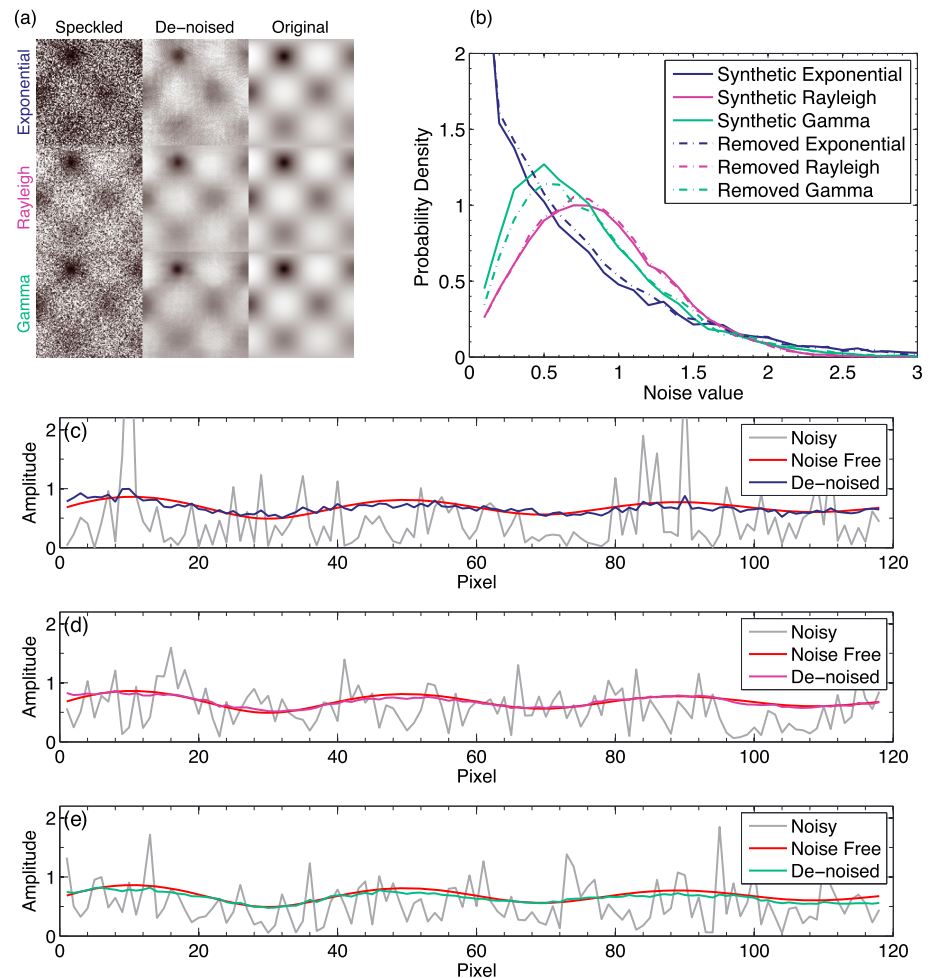 (a)
Speckled De−noised Original
Exponential
Rayleigh
Gamma
(b)
2
1.5
1
0.5
0
Probability Density
Synthetic Exponential
Synthetic Rayleigh
Synthetic Gamma
Removed Exponential
Removed Rayleigh
Removed Gamma
0 0.5 1 1.5 2 2.5 3
Noise value
(c)
2
1
0
Amplitude
Noisy
Noise Free
De−noised
0 20 40 60 80 100 120
Pixel
(d)
2
1
0
Amplitude
Noisy
Noise Free
De−noised
0 20 40 60 80 100 120
Pixel
(e)
2
1
0
Amplitude
Noisy
Noise Free
De−noised
0 20 40 60 80 100 120
Pixel